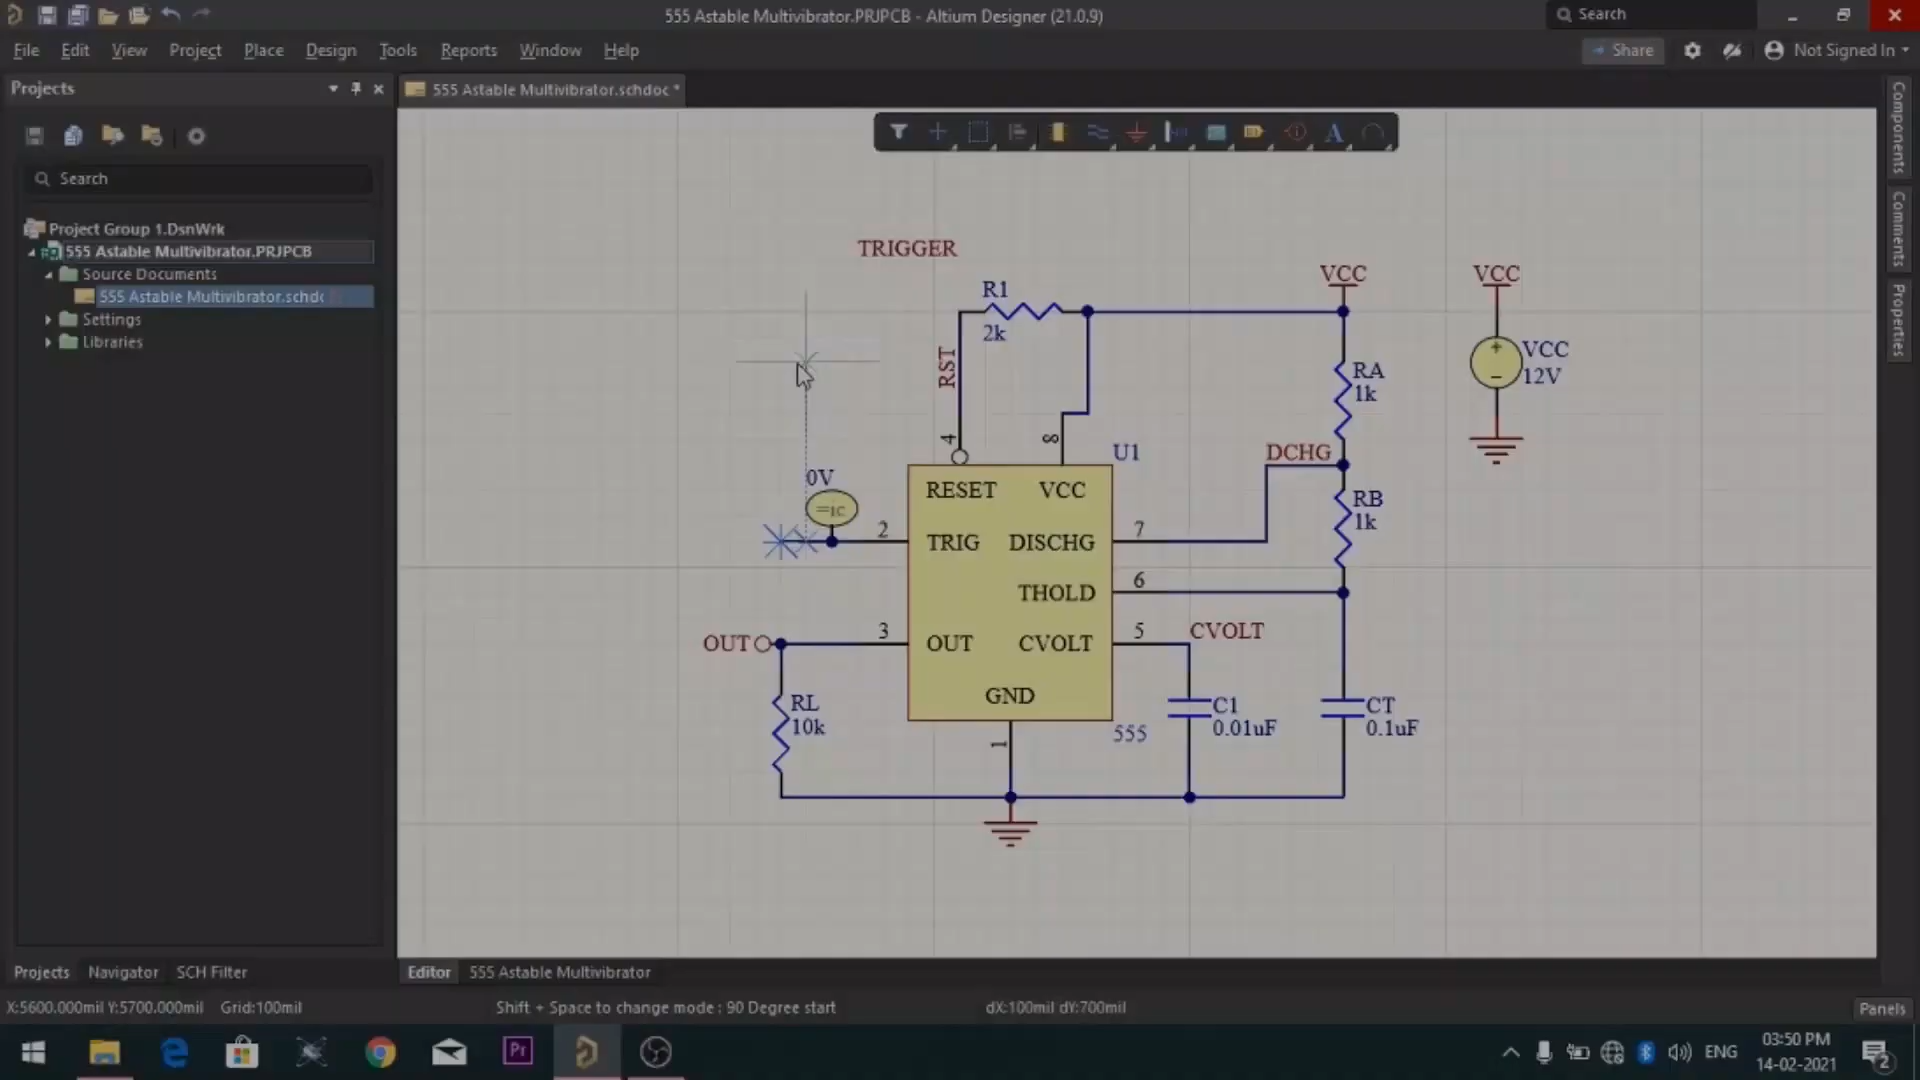 555 Astable Multivibrator.PRJPCB - Altium Designer (21.0.9)
Search
File Edit View Project Place Design Tools Reports Window Help
Share
Not Signed In
Projects
555 Astable Multivibrator.schdoc *
Search
Project Group 1.DsnWrk
555 Astable Multivibrator.PRJPCB
Source Documents
555 Astable Multivibrator.schdc
Settings
Libraries
Components
Comments
Properties
TRIGGER
VCC
VCC
R1
2k
RST
VCC
12V
RA
1k
4
8
U1
DCHG
0V
=IC
RESET VCC
RB
1k
2
TRIG DISCHG
7
THOLD
6
OUT
3
OUT CVOLT
5
CVOLT
GND
RL
10k
1
555
C1
0.01uF
CT
0.1uF
Projects Navigator SCH Filter
Editor 555 Astable Multivibrator
X:5600.000mil Y:5700.000mil Grid:100mil
Shift + Space to change mode : 90 Degree start
dX:100mil dY:700mil
Panels
Pr
ENG
03:50 PM
14-02-2021
2